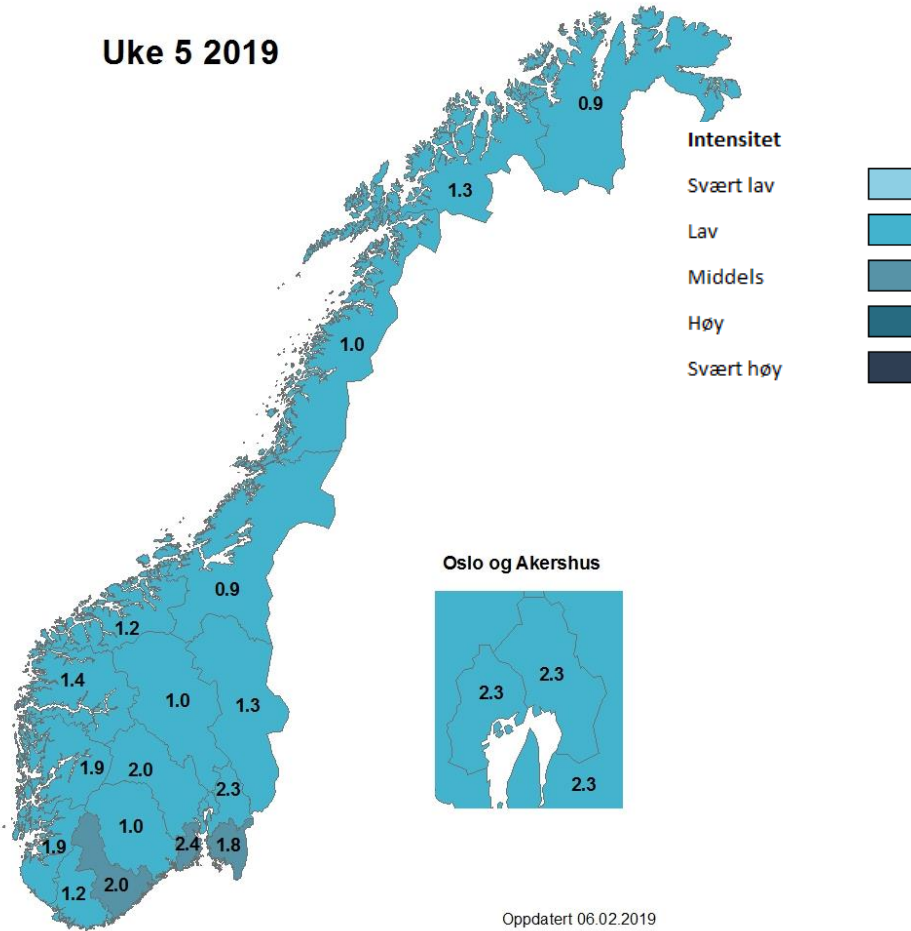 Uke 5 2019
0.9
Intensitet
Svært lav
Lav
Middels
Høy
Svært høy
1.3
1.0
Oslo og Akershus
0.9
1.2
1.4
1.0
1.3
1.9
2.0
2.3
1.0
1.9
2.4
1.8
1.2
2.0
2.3
2.3
2.3
Oppdatert 06.02.2019